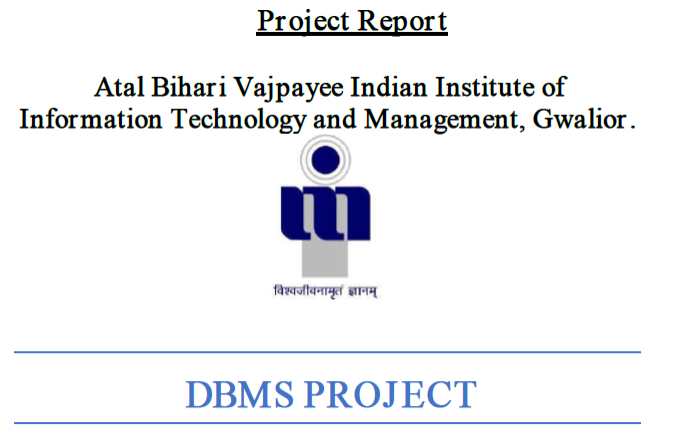 Project Report
Atal Bihari Vajpayee Indian Institute of
Information Technology and Management, Gwalior.
विश्वजीवनामृतं ज्ञानम्
DBMS PROJECT